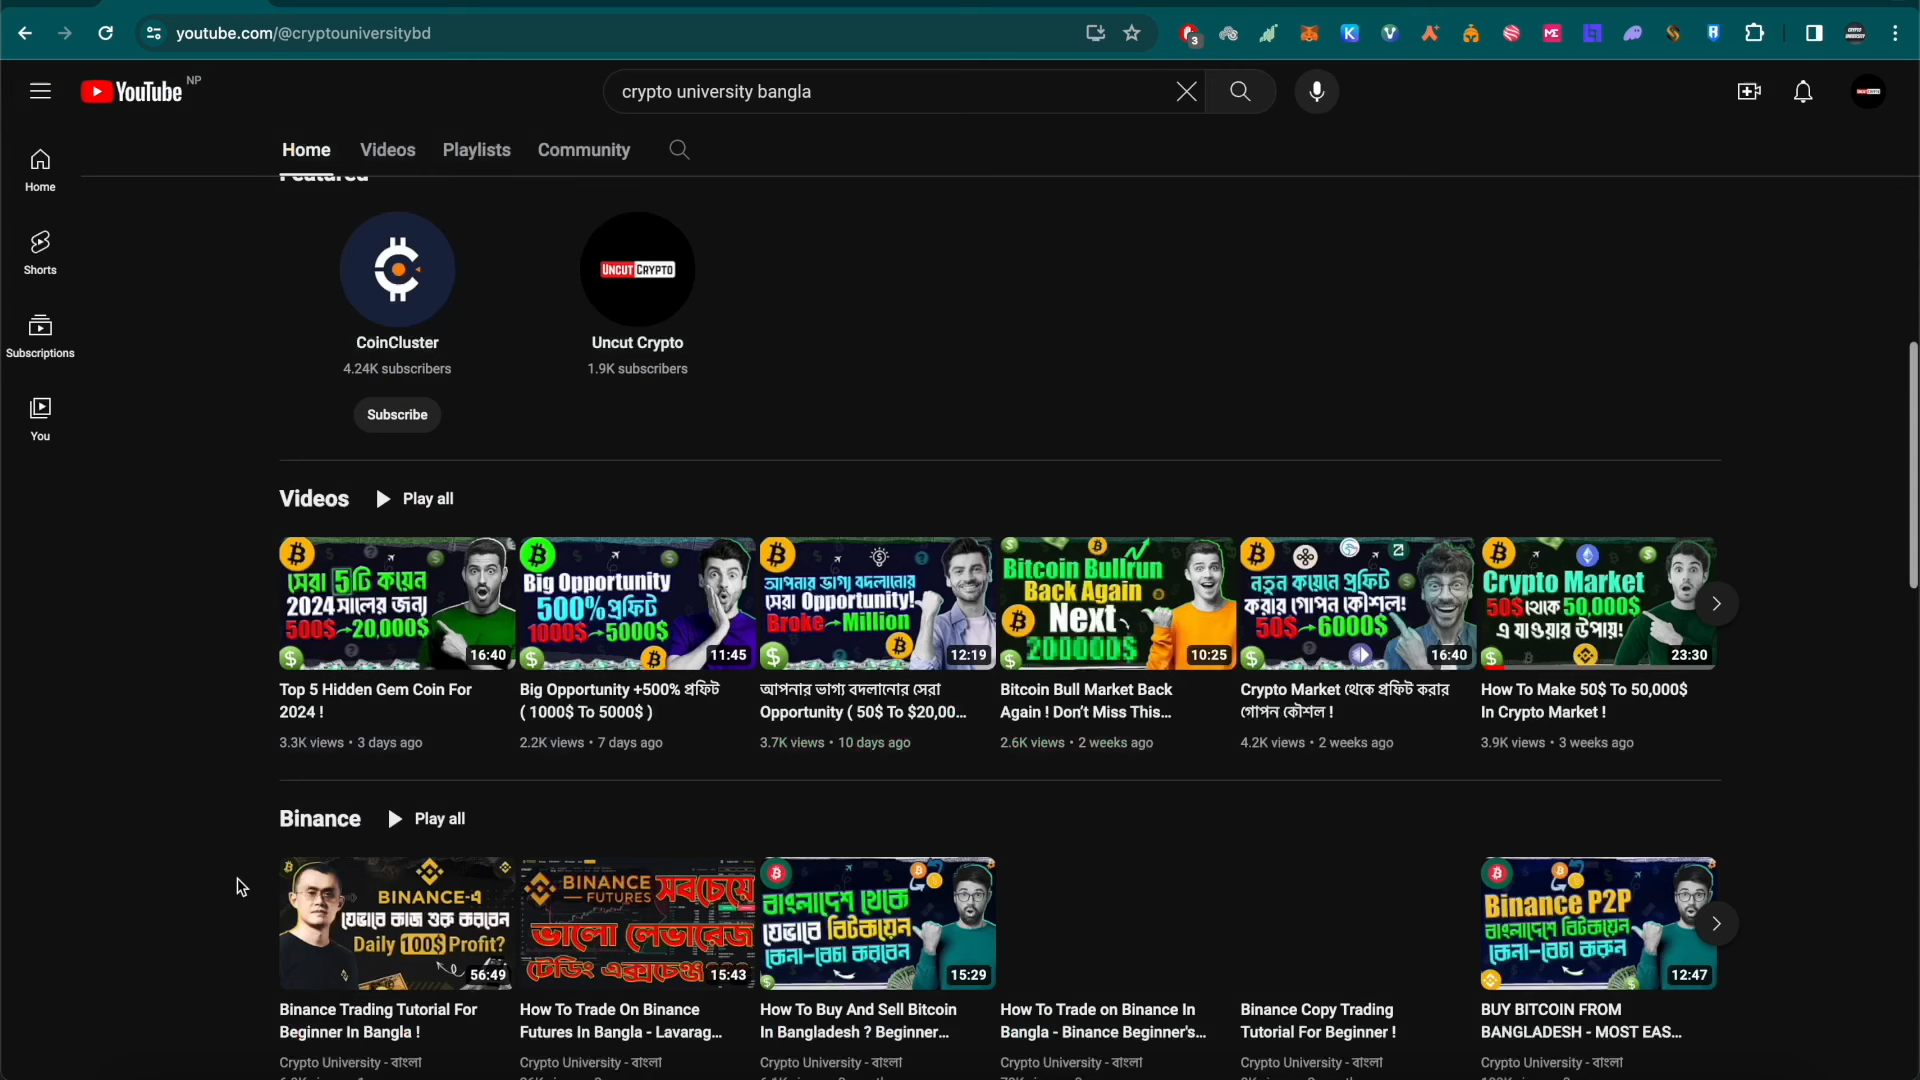 youtube.com/@cryptouniversitybd
3
YouTube NP
crypto university bangla
Home Videos Playlists Community
Featured
Home
Shorts
Subscriptions
You
UNCUT CRYPTO
CoinCluster
4.24K subscribers
Subscribe
Uncut Crypto
1.9K subscribers
Videos Play all
সেরা 5টি কয়েন
2024 সালের জন্য
500$→20,000$
16:40
Big Opportunity
500% প্রফিট
1000$→5000$
11:45
আপনার ভাগ্য বদলানোর
সেরা Opportunity!
Broke→Million
12:19
Bitcoin Bullrun
Back Again
Next
200000$
10:25
নতুন কয়েনে প্রফিট
করার গোপন কৌশল!
50$→6000$
16:40
Crypto Market
50$ থেকে 50,000$
এ যাওয়ার উপায়!
23:30
Top 5 Hidden Gem Coin For
2024 !
3.3K views • 3 days ago
Big Opportunity +500% প্রফিট
( 1000$ To 5000$ )
2.2K views • 7 days ago
আপনার ভাগ্য বদলানোর সেরা
Opportunity ( 50$ To $20,00...
3.7K views • 10 days ago
Bitcoin Bull Market Back
Again ! Don't Miss This...
2.6K views • 2 weeks ago
Crypto Market থেকে প্রফিট করার
গোপন কৌশল !
4.2K views • 2 weeks ago
How To Make 50$ To 50,000$
In Crypto Market !
3.9K views • 3 weeks ago
Binance Play all
BINANCE-এ
যেভাবে কাজ শুরু করবেন
Daily 100$ Profit?
56:49
BINANCE
FUTURES
সবচেয়ে
ভালো লেভারেজ
টেডিং এক্সচেঞ্জ
15:43
বাংলাদেশ থেকে
যেভাবে বিটকয়েন
কেনা-বেচা করবেন
15:29
Binance P2P
বাংলাদেশে বিটকয়েন
কেনা-বেচা করুন
12:47
Binance Trading Tutorial For
Beginner In Bangla !
Crypto University - বাংলা
How To Trade On Binance
Futures In Bangla - Lavarag...
Crypto University - বাংলা
How To Buy And Sell Bitcoin
In Bangladesh ? Beginner...
Crypto University - বাংলা
How To Trade on Binance In
Bangla - Binance Beginner's...
Crypto University - বাংলা
Binance Copy Trading
Tutorial For Beginner !
Crypto University - বাংলা
BUY BITCOIN FROM
BANGLADESH - MOST EAS...
Crypto University - বাংলা